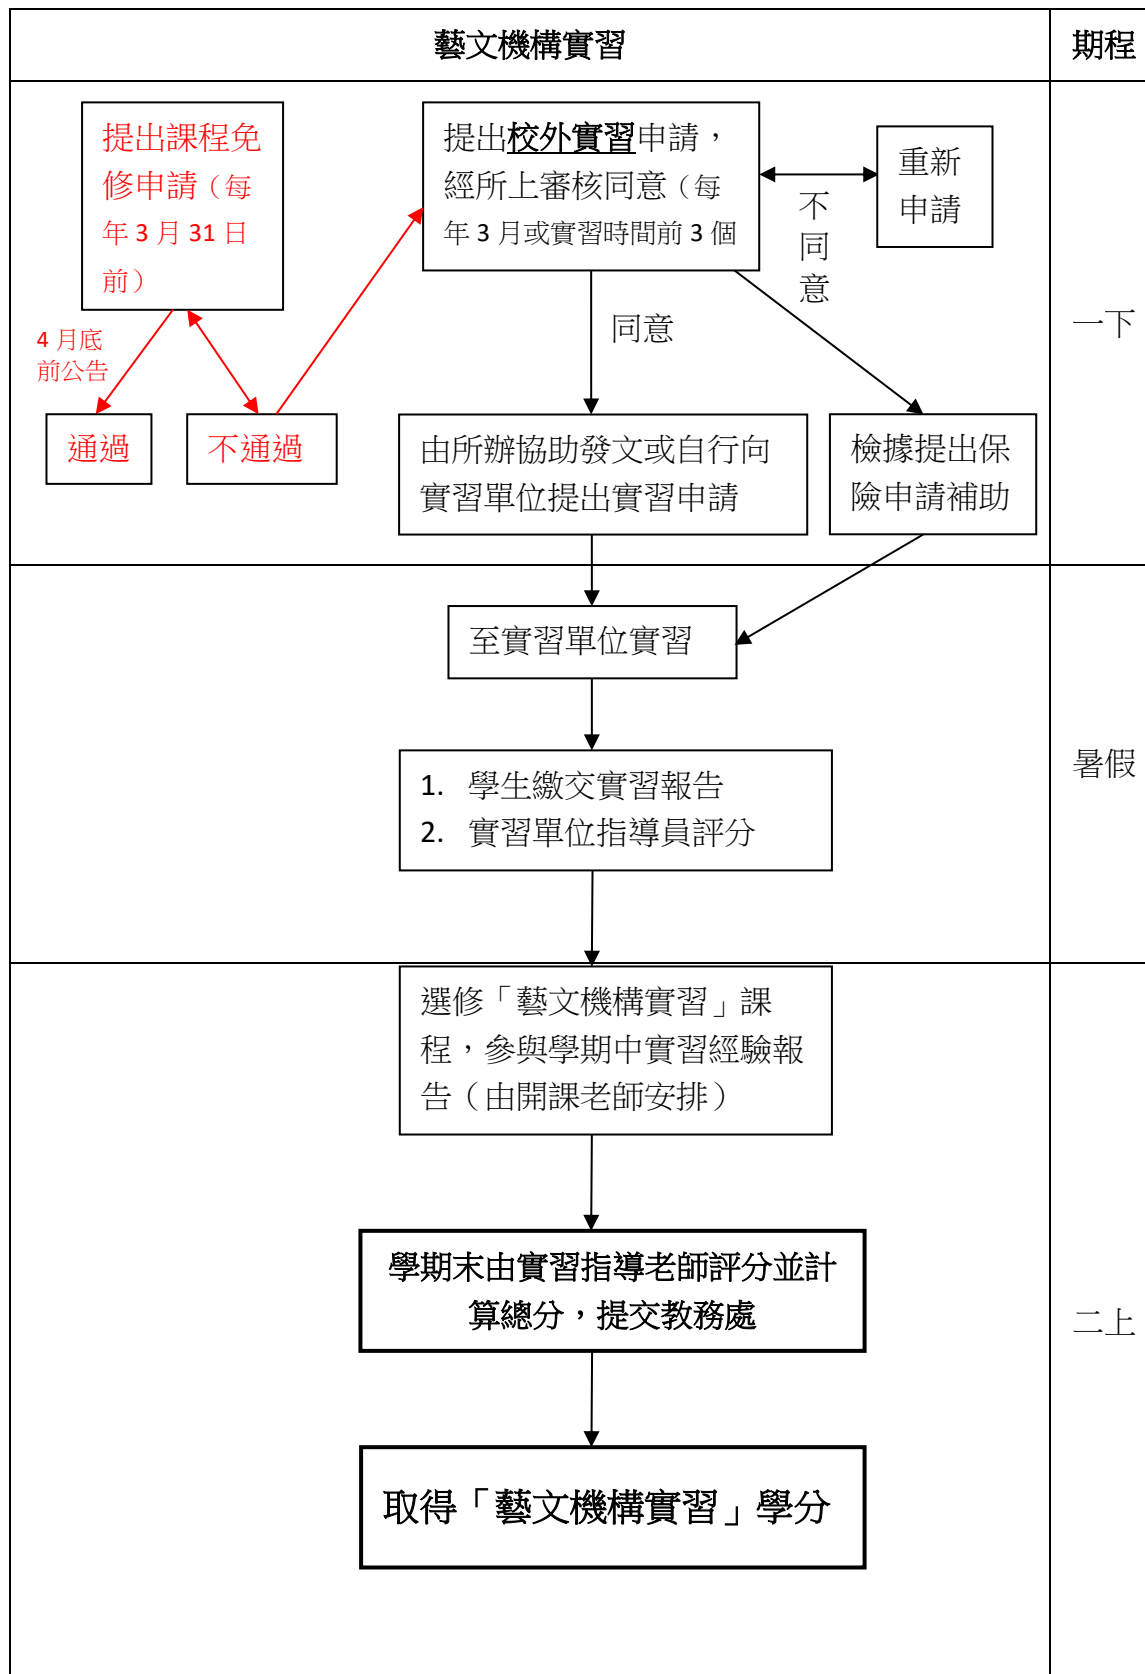 藝文機構實習
期程
提出課程免
修申請（每
年 3 月 31 日
前）
提出校外實習申請，
經所上審核同意（每
年 3 月或實習時間前 3 個
重新
申請
不
同
意
4 月底
前公告
同意
一下
通過
不通過
由所辦協助發文或自行向
實習單位提出實習申請
檢據提出保
險申請補助
至實習單位實習
1. 學生繳交實習報告
2. 實習單位指導員評分
暑假
選修「藝文機構實習」課
程，參與學期中實習經驗報
告（由開課老師安排）
學期末由實習指導老師評分並計
算總分，提交教務處
二上
取得「藝文機構實習」學分